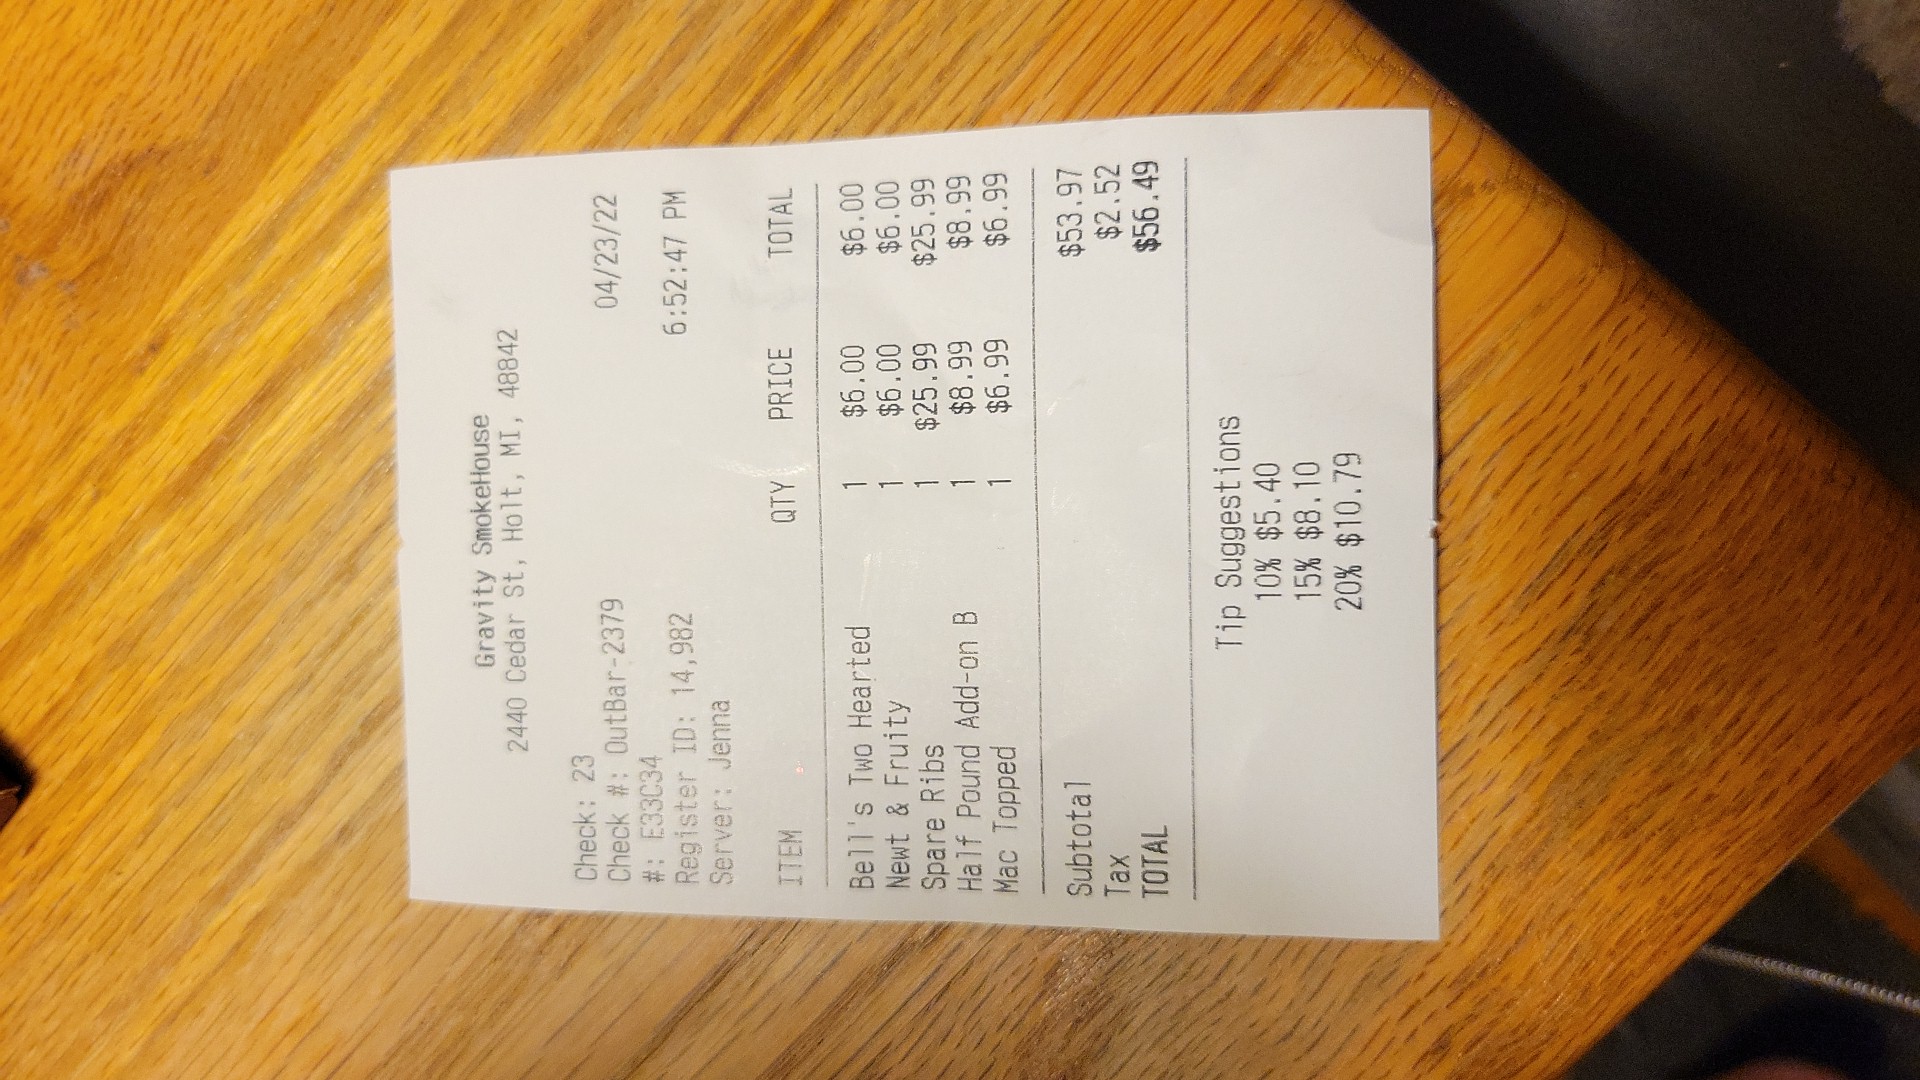 Gravity SmokeHouse
2440 Cedar St, Holt, MI, 48842
Check: 23 04/23/22
Check #: OutBar-2379
#: E33C34 6:52:47 PM
Register ID: 14,982
Server: Jenna
ITEM QTY PRICE TOTAL
Bell's Two Hearted 1 $6.00 $6.00
Newt & Fruity 1 $6.00 $6.00
Spare Ribs 1 $25.99 $25.99
Half Pound Add-on B 1 $8.99 $8.99
Mac Topped 1 $6.99 $6.99
Subtotal $53.97
Tax $2.52
TOTAL $56.49
Tip Suggestions
10% $5.40
15% $8.10
20% $10.79